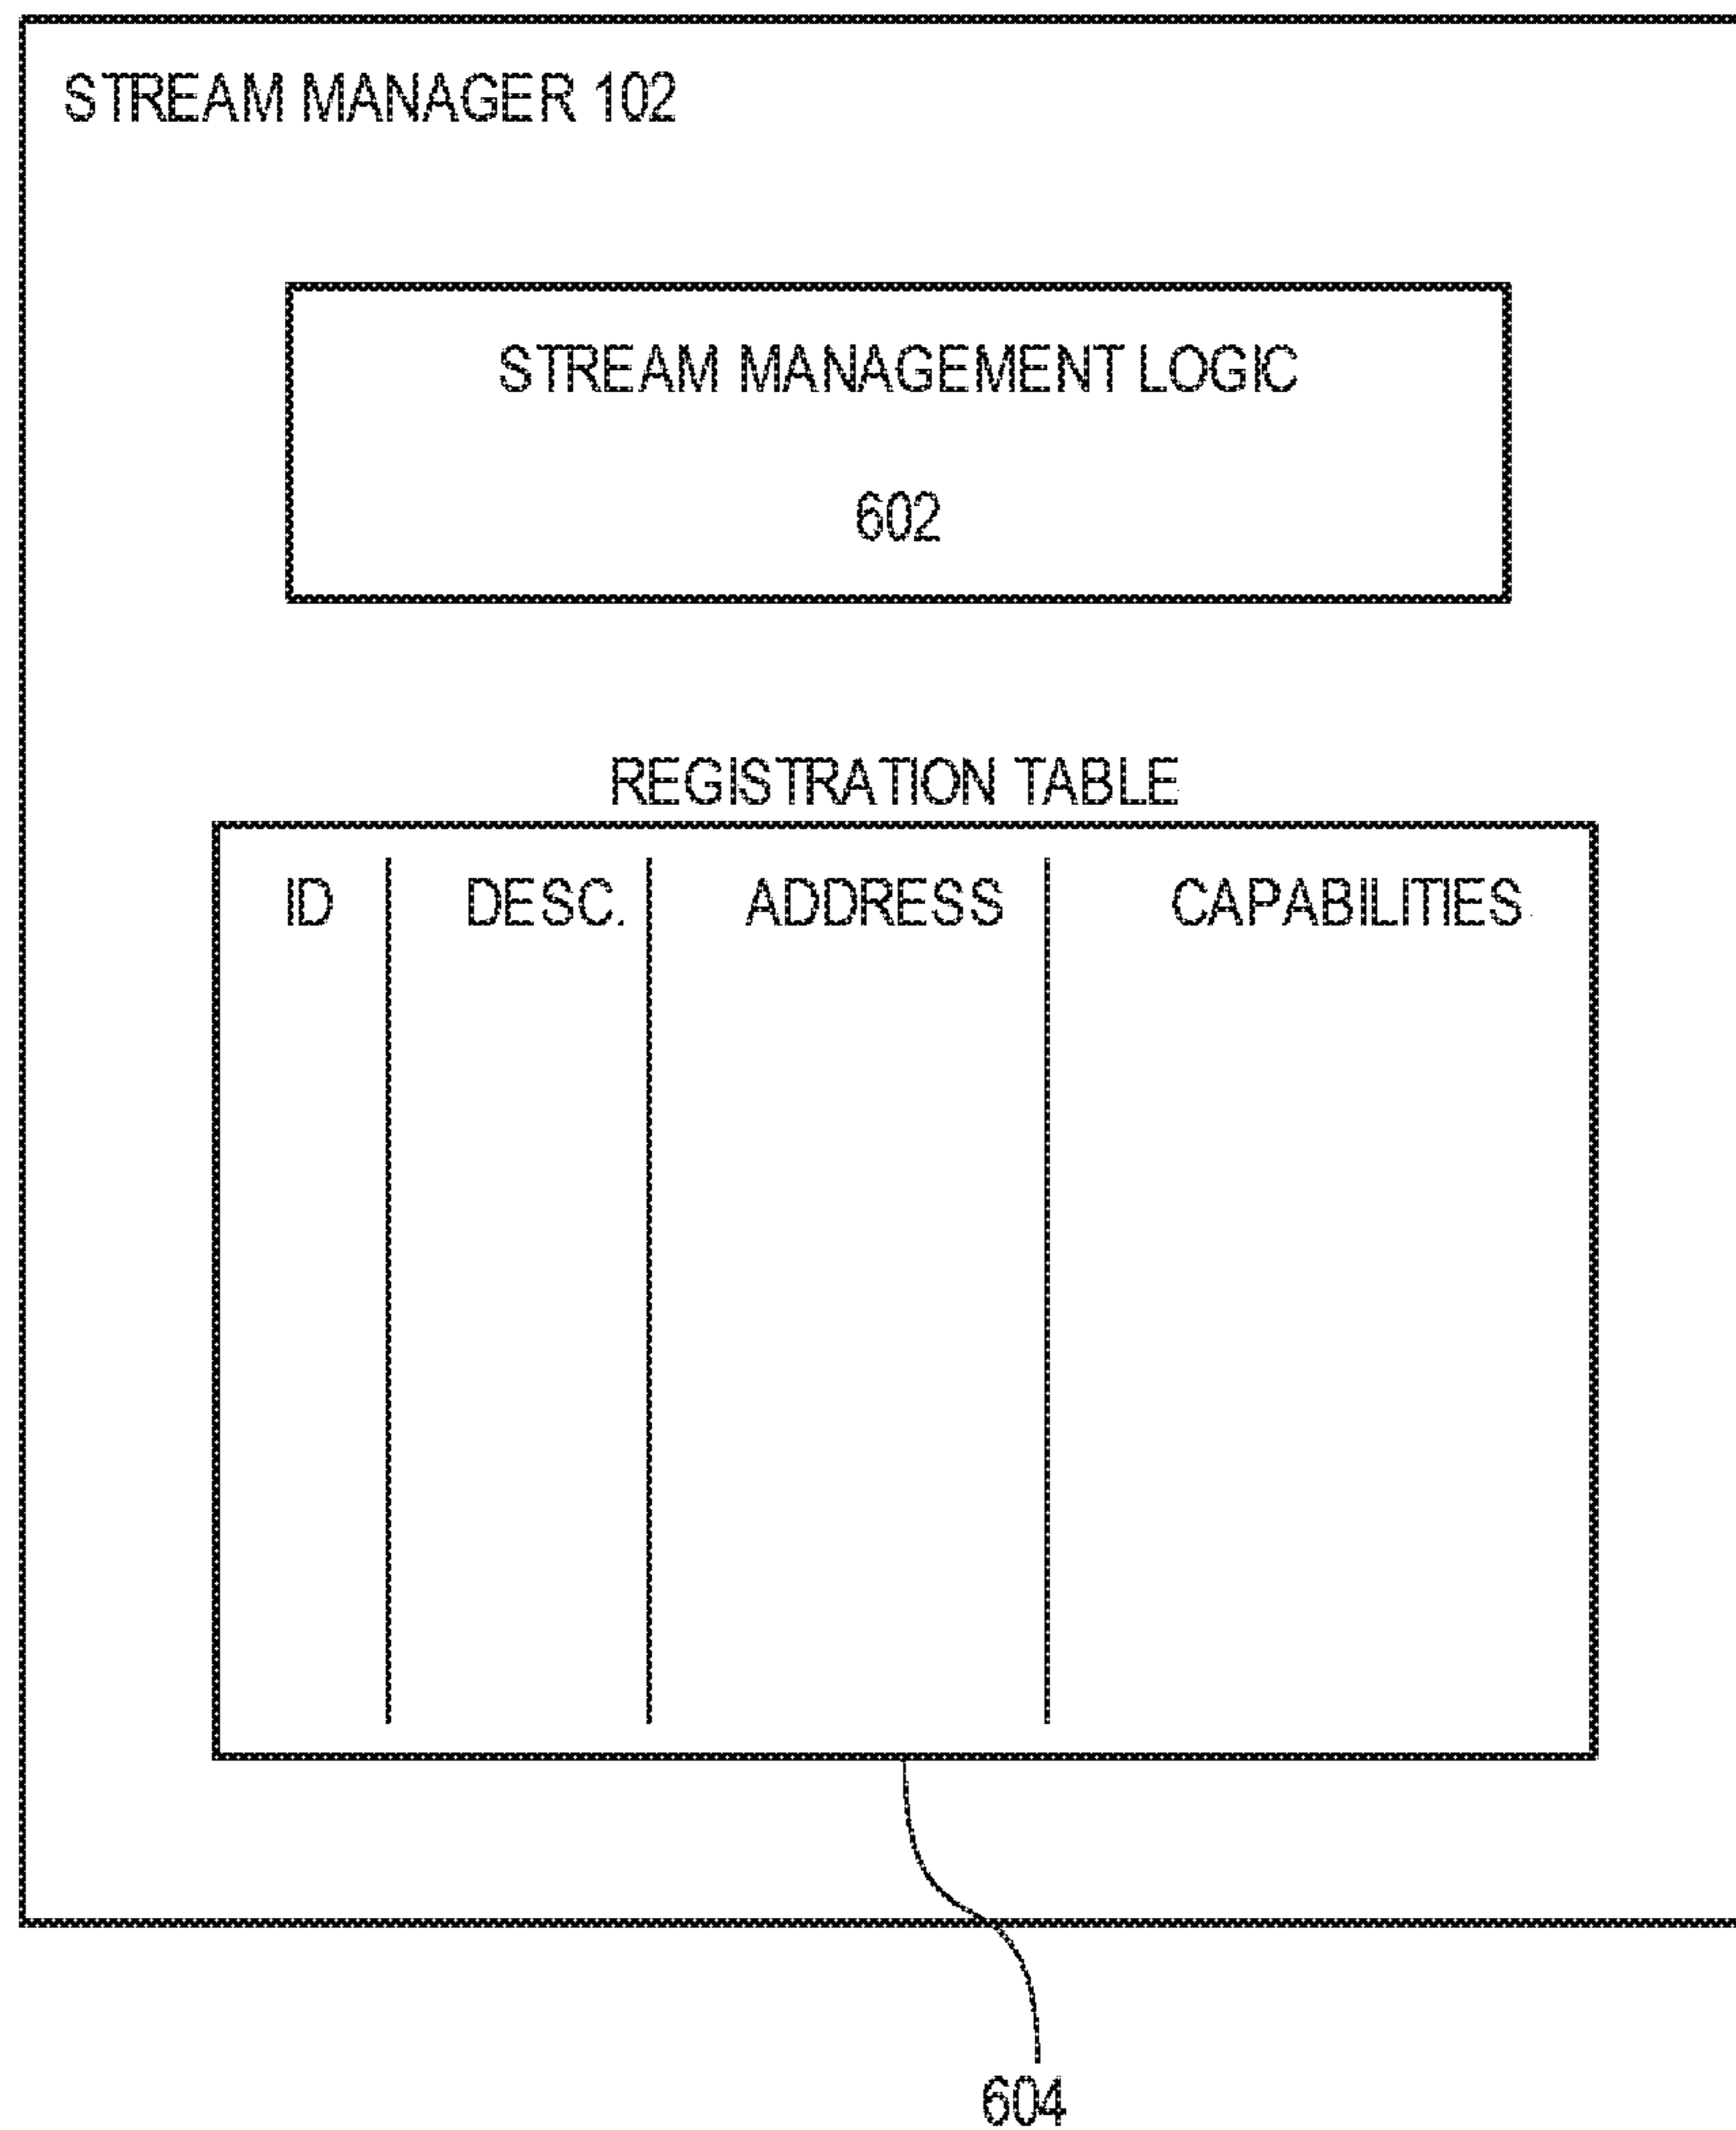 STREAM MANAGER 102
STREAM MANAGEMENT LOGIC
602
REGISTRATION TABLE
ID DESC. ADDRESS CAPABILITIES
604